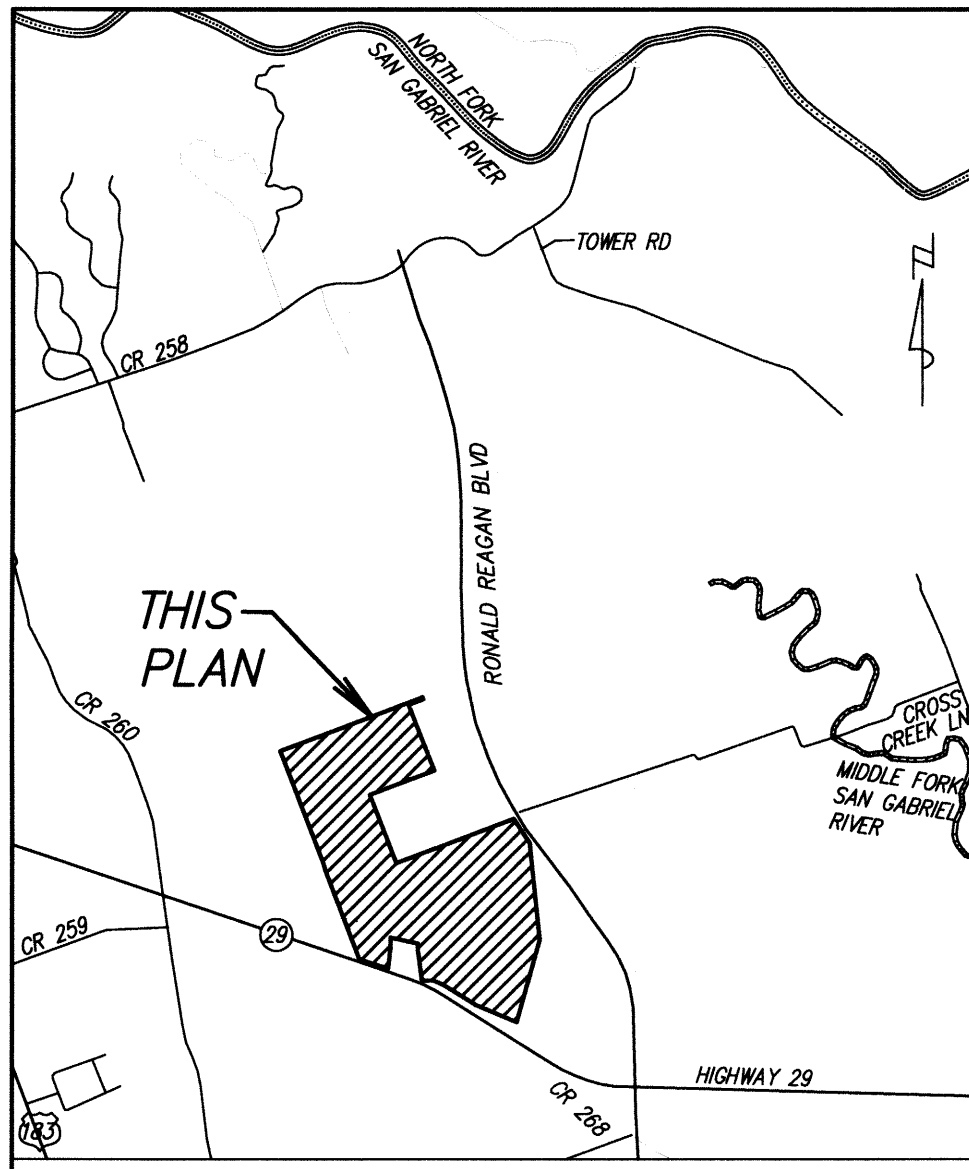 NORTH FORK
SAN GABRIEL RIVER
TOWER RD
N
CR 258
RONALD REAGAN BLVD
THIS
PLAN
CR 260
CROSS
CREEK LN
MIDDLE FORK
SAN GABRIEL
RIVER
29
CR 259
HIGHWAY 29
CR 268
183